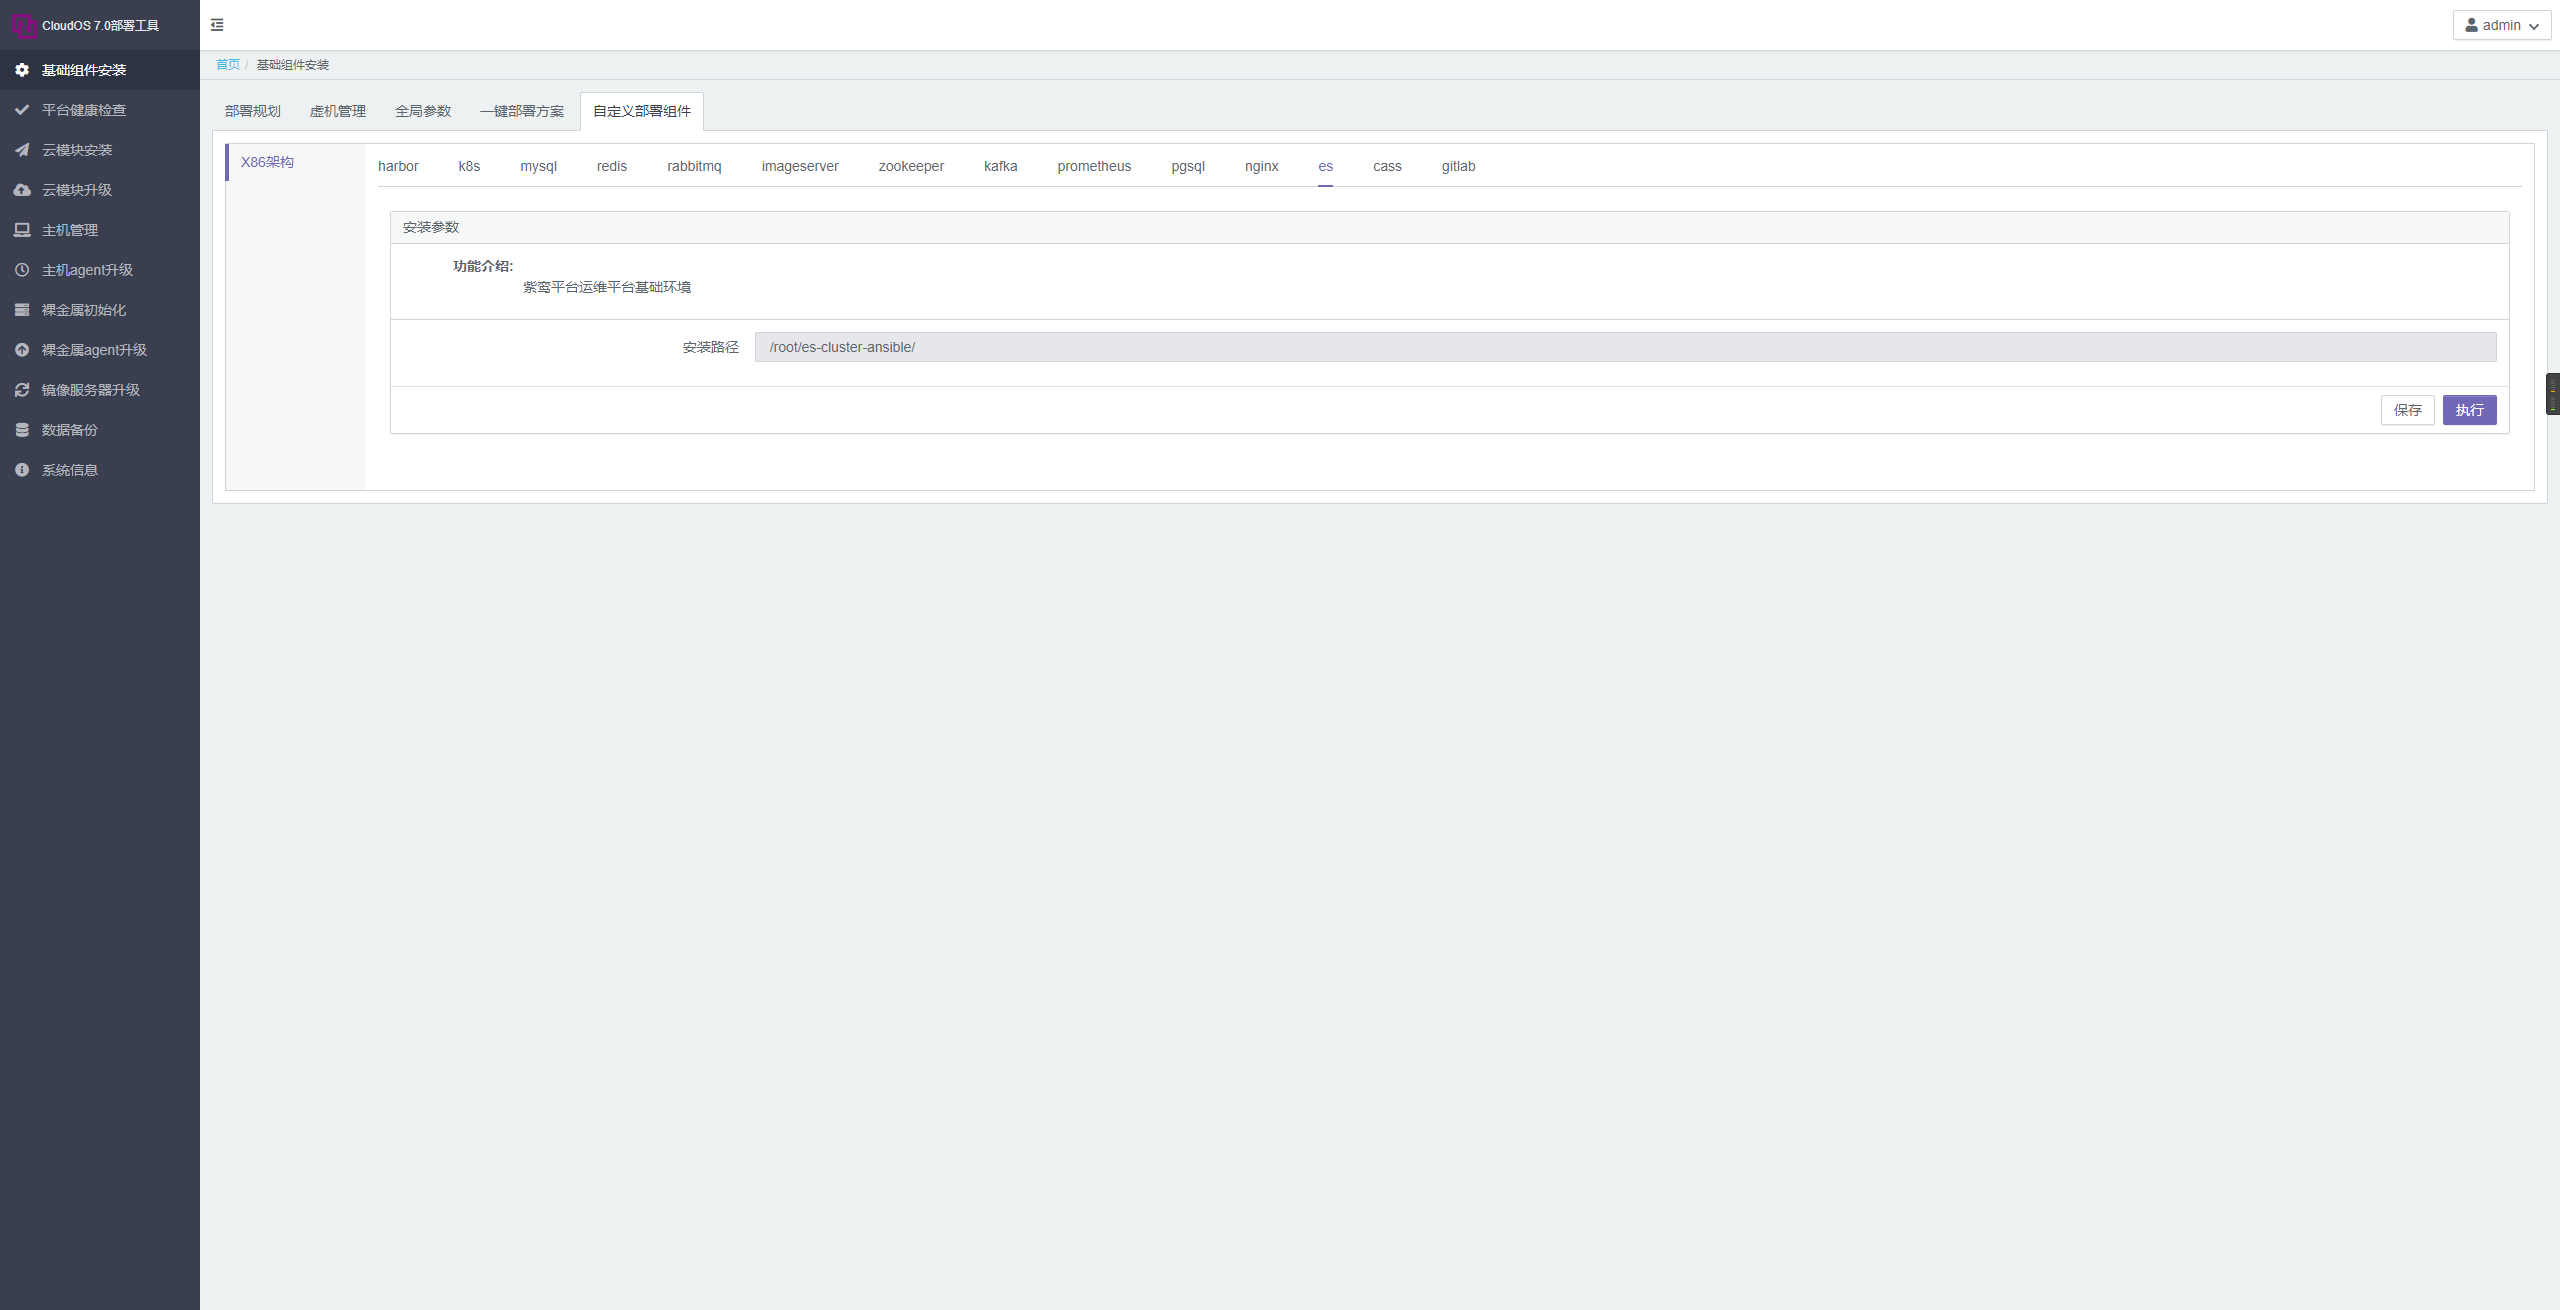 CloudOS 7.0部署工具
admin
基础组件安装
平台健康检查
云模块安装
云模块升级
主机管理
主机agent升级
裸金属初始化
裸金属agent升级
镜像服务器升级
数据备份
系统信息
首页 / 基础组件安装
部署规划 虚机管理 全局参数 一键部署方案 自定义部署组件
X86架构
harbor k8s mysql redis rabbitmq imageserver zookeeper kafka prometheus pgsql nginx es cass gitlab
安装参数
功能介绍:
紫鸾平台运维平台基础环境
安装路径 /root/es-cluster-ansible/
保存 执行